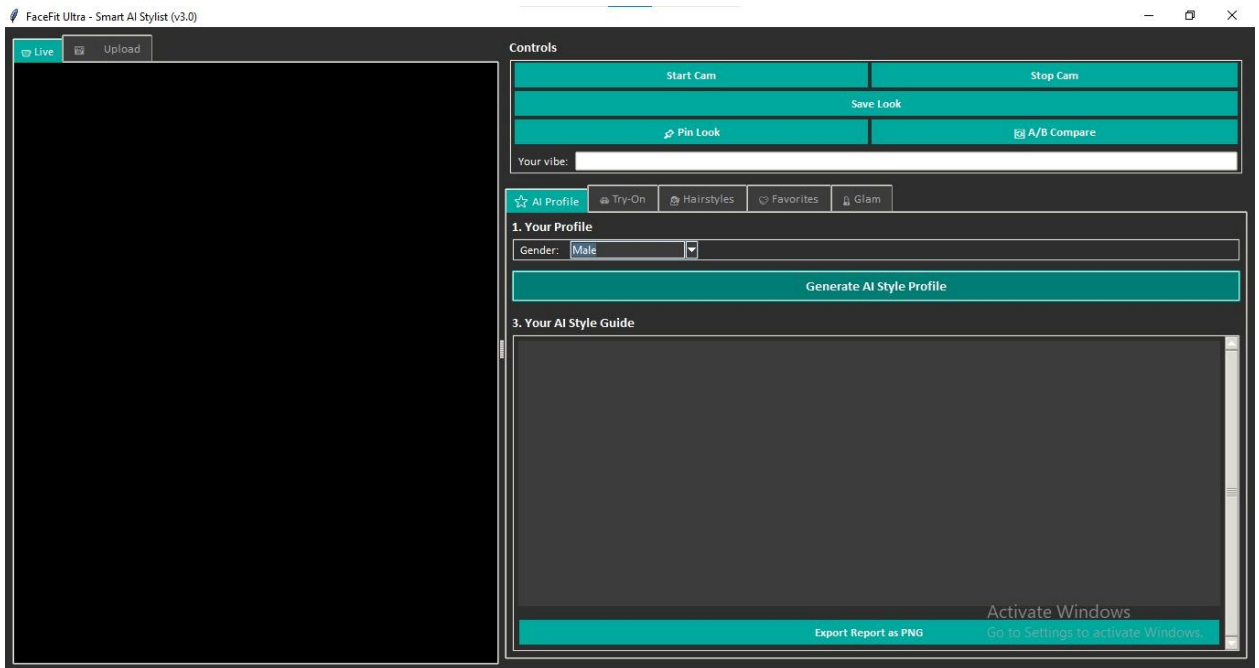 FaceFit Ultra - Smart AI Stylist (v3.0)
Live
Upload
Controls
Start Cam
Stop Cam
Save Look
Pin Look
A/B Compare
Your vibe:
AI Profile
Try-On
Hairstyles
Favorites
Glam
1. Your Profile
Gender:
Male
Generate AI Style Profile
3. Your AI Style Guide
Activate Windows
Go to Settings to activate Windows.
Export Report as PNG